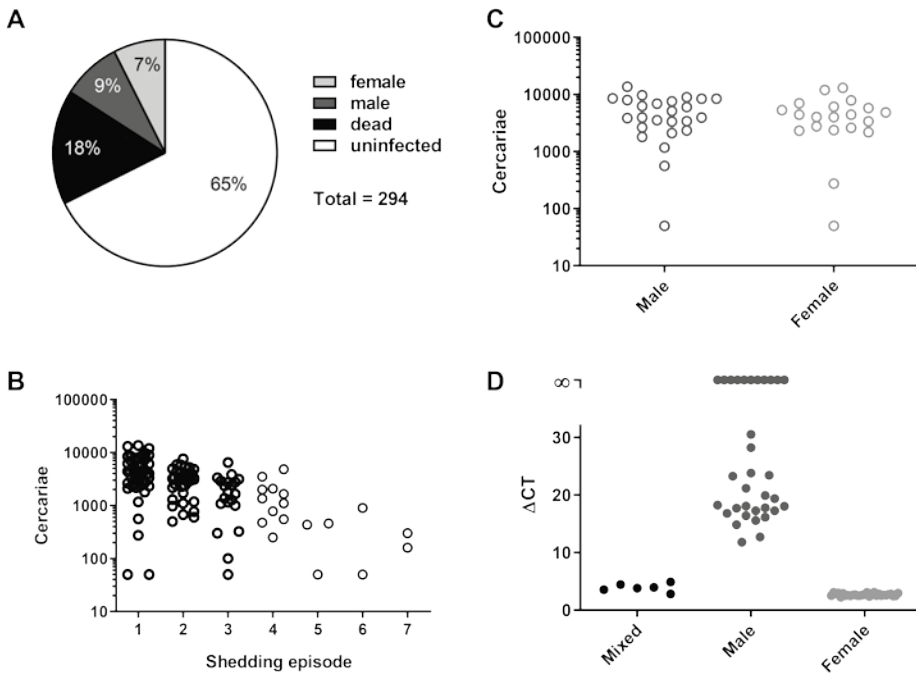 A
7%
9%
18%
65%
female
male
dead
uninfected
Total = 294
B
100000
10000
1000
100
10
Cercariae
1 2 3 4 5 6 7
Shedding episode
C
100000
10000
1000
100
10
Cercariae
Male
Female
D
∞
30
20
10
0
ΔCT
Mixed
Male
Female